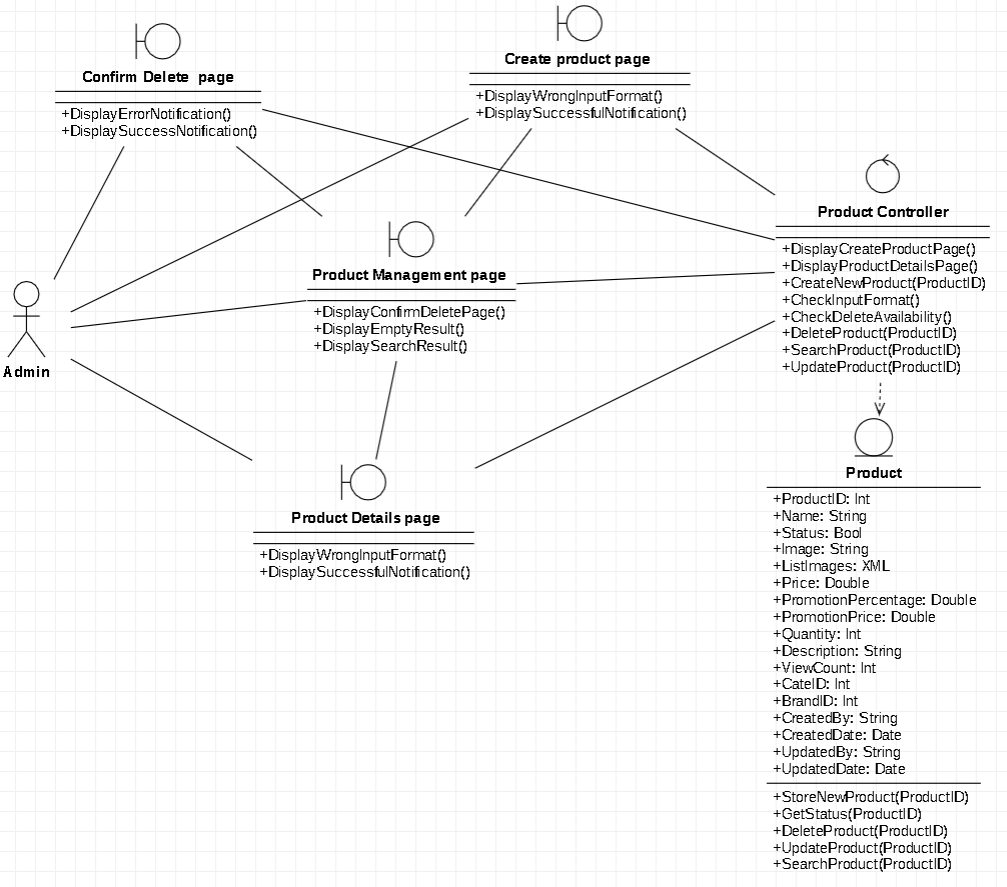 Confirm Delete page
+DisplayErrorNotification()
+DisplaySuccessNotification()
Create product page
+DisplayWrongInputFormat()
+DisplaySuccessfulNotification()
Product Controller
+DisplayCreateProductPage()
+DisplayProductDetailsPage()
+CreateNewProduct(ProductID)
+CheckInputFormat()
+CheckDeleteAvailability()
+DeleteProduct(ProductID)
+SearchProduct(ProductID)
+UpdateProduct(ProductID)
Product Management page
+DisplayConfirmDeletePage()
+DisplayEmptyResult()
+DisplaySearchResult()
Admin
Product Details page
+DisplayWrongInputFormat()
+DisplaySuccessfulNotification()
Product
+ProductID: Int
+Name: String
+Status: Bool
+Image: String
+ListImages: XML
+Price: Double
+PromotionPercentage: Double
+PromotionPrice: Double
+Quantity: Int
+Description: String
+ViewCount: Int
+CateID: Int
+BrandID: Int
+CreatedBy: String
+CreatedDate: Date
+UpdatedBy: String
+UpdatedDate: Date
+StoreNewProduct(ProductID)
+GetStatus(ProductID)
+DeleteProduct(ProductID)
+UpdateProduct(ProductID)
+SearchProduct(ProductID)